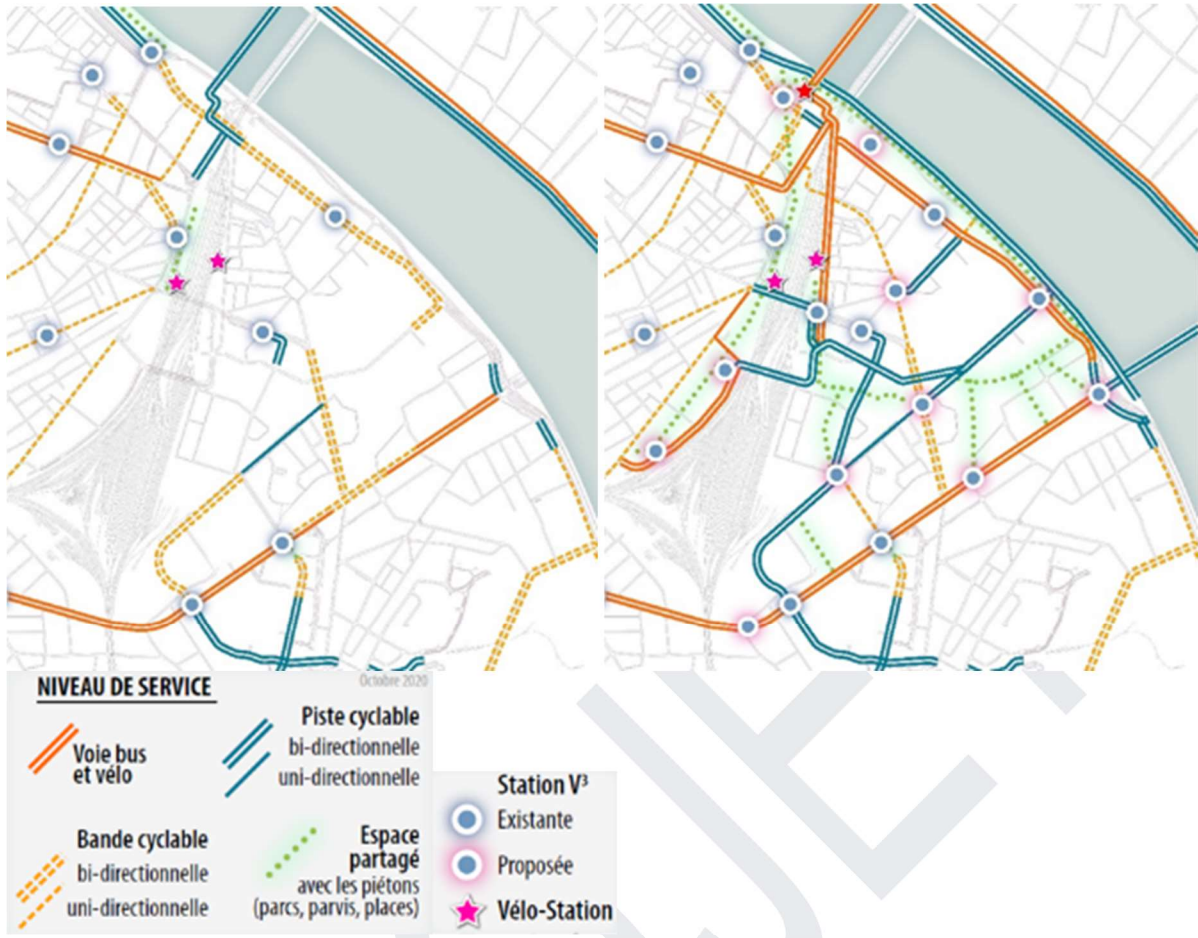 NIVEAU DE SERVICE
Octobre 2020
Voie bus
et vélo
Piste cyclable
bi-directionnelle
uni-directionnelle
Bande cyclable
bi-directionnelle
uni-directionnelle
Espace
partagé
avec les piétons
(parcs, parvis, places)
Station V³
Existante
Proposée
Vélo-Station